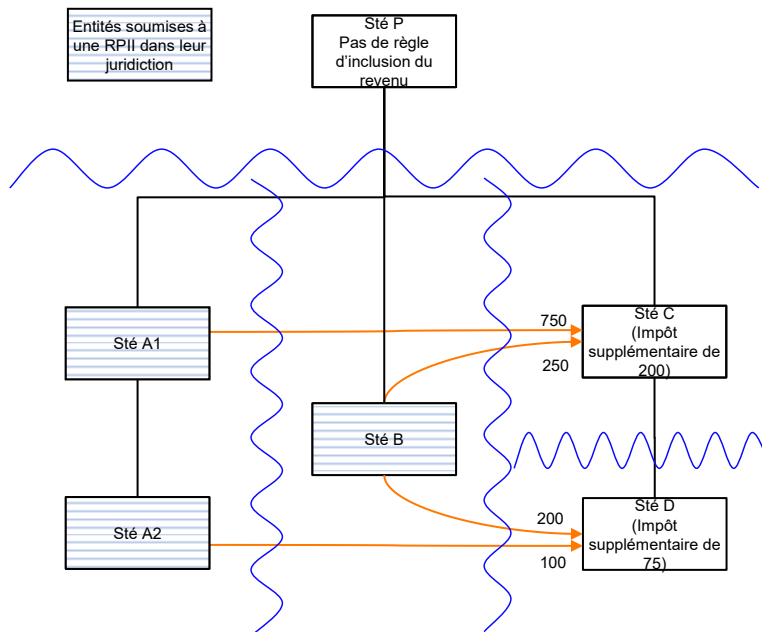 Entités soumises à
une RPII dans leur
juridiction
Sté P
Pas de règle
d'inclusion du
revenu
Sté A1
750
Sté C
(Impôt
supplémentaire de
200)
250
Sté B
Sté A2
200
Sté D
(Impôt
supplémentaire de
75)
100